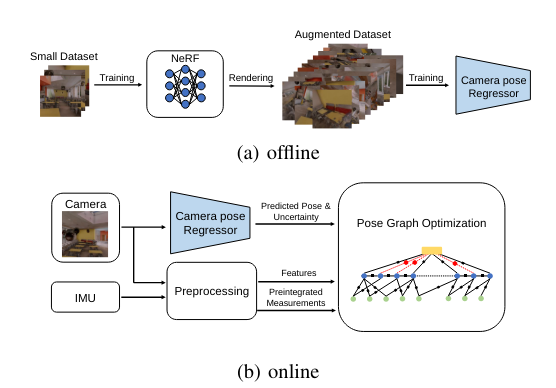 Small Dataset
Training
NeRF
Rendering
Augmented Dataset
Training
Camera pose
Regressor
(a) offline
Camera
IMU
Camera pose
Regressor
Preprocessing
Predicted Pose &
Uncertainty
Features
Preintegrated
Measurements
Pose Graph Optimization
(b) online